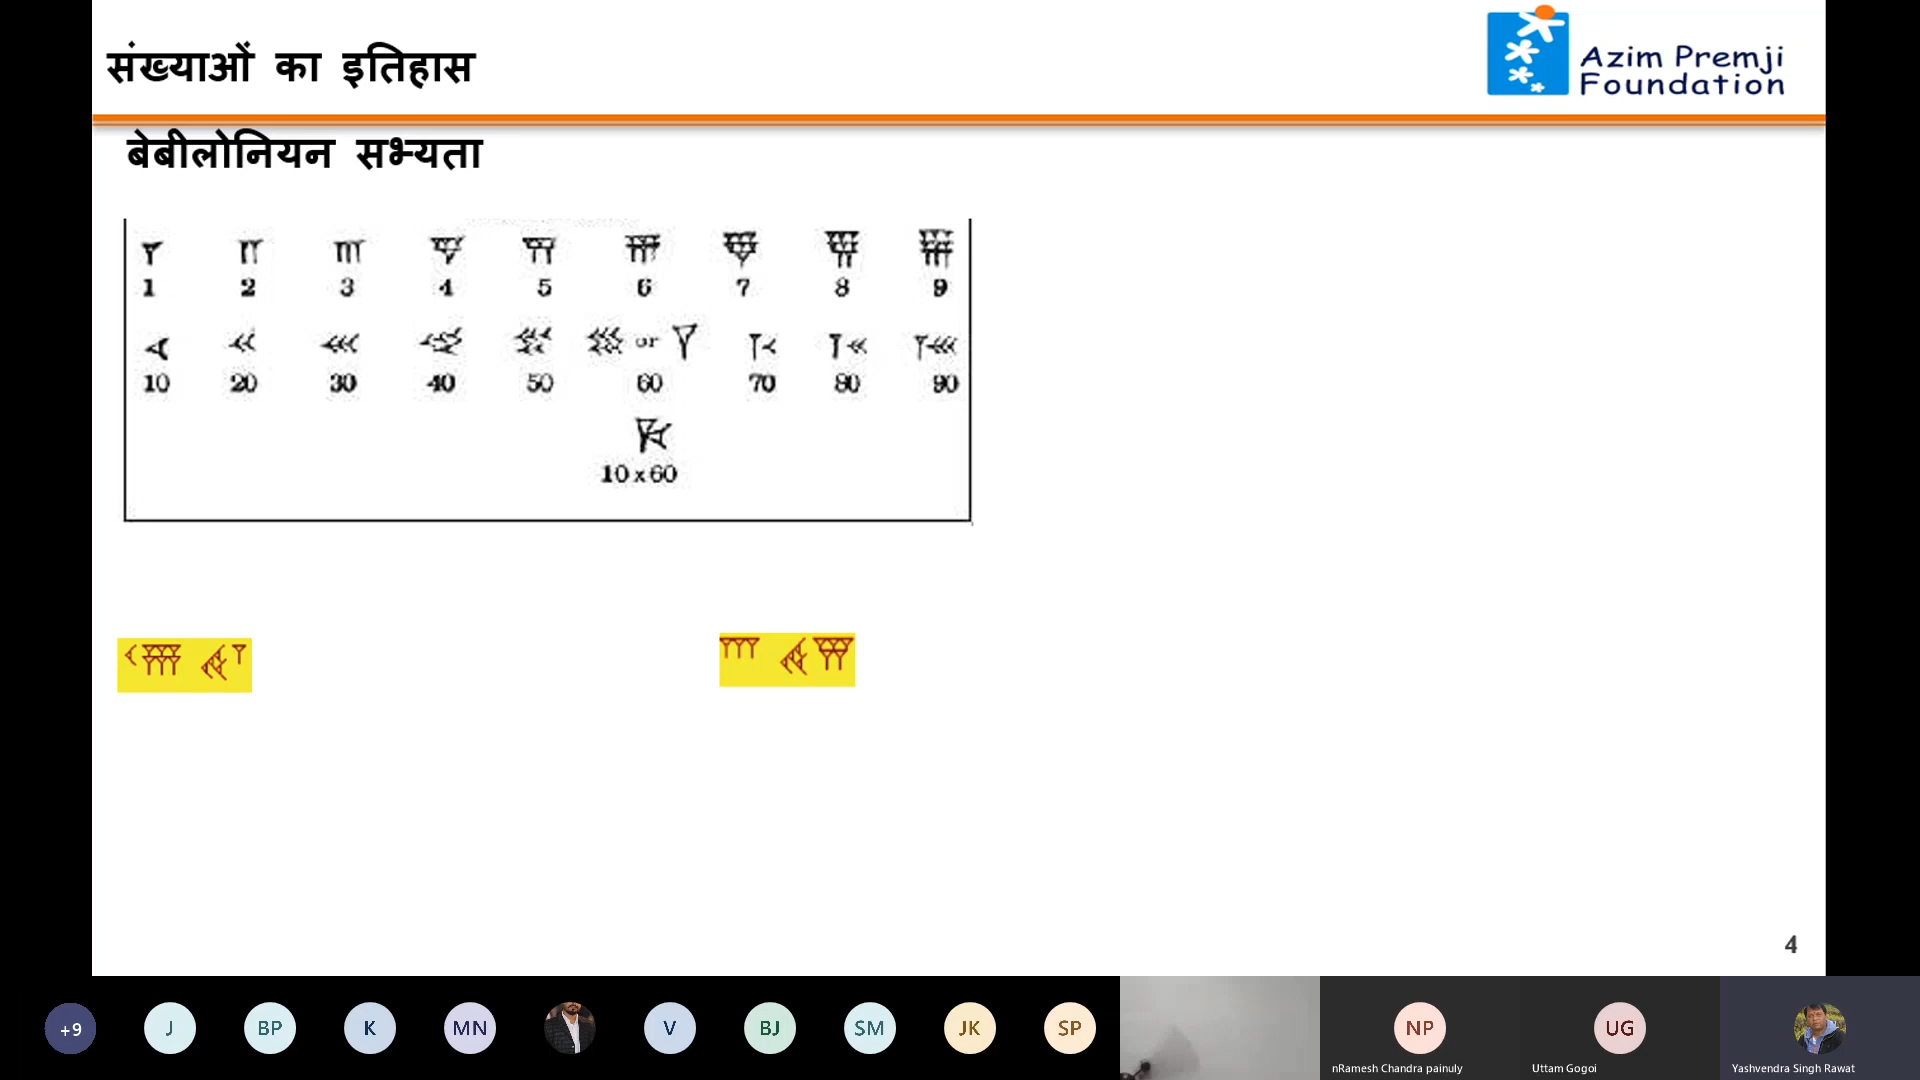 संख्याओं का इतिहास
Azim Premji
Foundation
बेबीलोनियन सभ्यता
1 2 3 4 5 6 7 8 9
or
10 20 30 40 50 60 70 80 90
10 x 60
4
+9 J BP K MN V BJ SM JK SP NP UG
nRamesh Chandra painuly Uttam Gogoi Yashvendra Singh Rawat